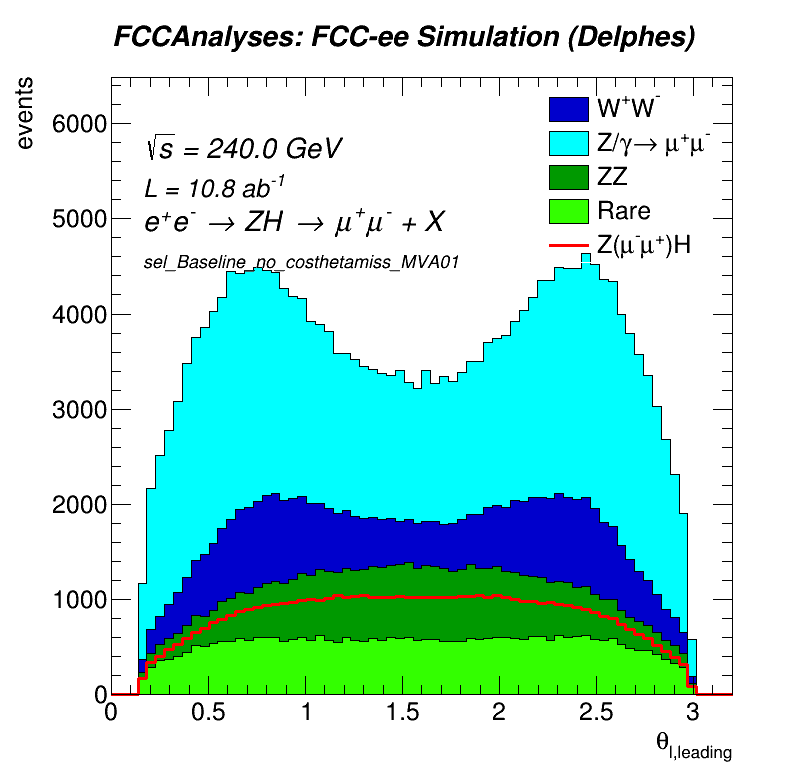 FCCAnalyses: FCC-ee Simulation (Delphes)
events
√s = 240.0 GeV
L = 10.8 ab⁻¹
e⁺e⁻ → ZH → μ⁺μ⁻ + X
sel_Baseline_no_costhetamiss_MVA01
W⁺W⁻
Z/γ→ μ⁺μ⁻
ZZ
Rare
Z(μ⁻μ⁺)H
6000
5000
4000
3000
2000
1000
0
0 0.5 1 1.5 2 2.5 3
θl,leading